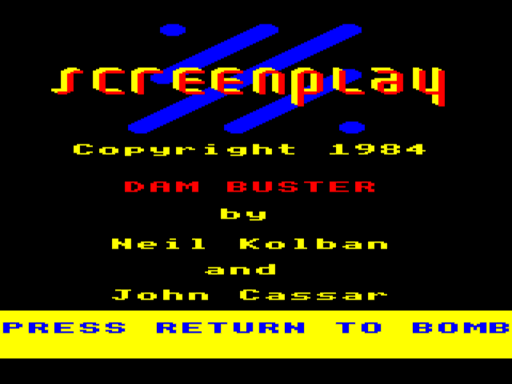 screenplay
Copyright 1984
DAM BUSTER
by
Neil Kolban
and
John Cassar
PRESS RETURN TO BOMB